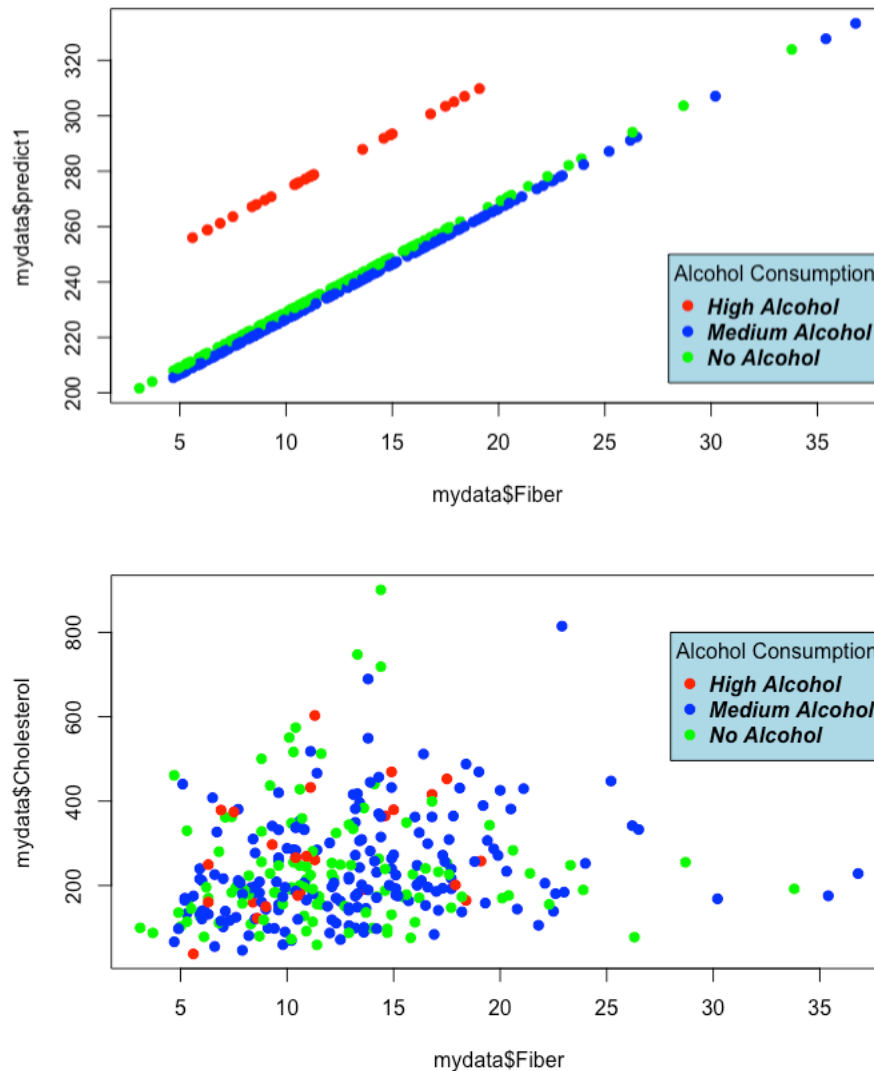 mydata$predict1
320
300
280
260
240
220
200
Alcohol Consumption
High Alcohol
Medium Alcohol
No Alcohol
5 10 15 20 25 30 35
mydata$Fiber
mydata$Cholesterol
800
600
400
200
Alcohol Consumption
High Alcohol
Medium Alcohol
No Alcohol
5 10 15 20 25 30 35
mydata$Fiber